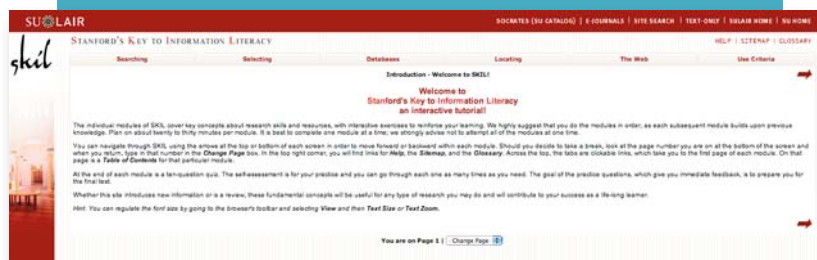 SU LAIR
SOCRATES (SU CATALOG) | E-JOURNALS | SITE SEARCH | TEXT-ONLY | SULAIR HOME | SU HOME
skil
STANFORD'S KEY TO INFORMATION LITERACY
HELP | SITEMAP | GLOSSARY
Searching Selecting Databases Locating The Web Use Criteria
Introduction - Welcome to SKIL!
Welcome to
Stanford's Key to Information Literacy
an interactive tutorial!
The individual modules of SKIL cover key concepts about research skills and resources, with interactive exercises to reinforce your learning. We highly suggest that you do the modules in order, as each subsequent module builds upon previous
knowledge. Plan on about twenty to thirty minutes per module. It is best to complete one module at a time; we strongly advise not to attempt all of the modules at one time.
You can navigate through SKIL using the arrows at the top or bottom of each screen in order to move forward or backward within each module. Should you decide to take a break, look at the page number you are on at the bottom of the screen and
when you return, type in that number in the Change Page box. In the top right corner, you will find links for Help, the Sitemap, and the Glossary. Across the top, the tabs are clickable links, which take you to the first page of each module. On that
page is a Table of Contents for that particular module.
At the end of each module is a ten-question quiz. The self-assessment is for your practice and you can go through each one as many times as you need. The goal of the practice questions, which give you immediate feedback, is to prepare you for
the final test.
Whether this site introduces new information or is a review, these fundamental concepts will be useful for any type of research you may do and will contribute to your success as a life-long learner.
Hint: You can regulate the font size by going to the browser's toolbar and selecting View and then Text Size or Text Zoom.
You are on Page 1 | Change Page